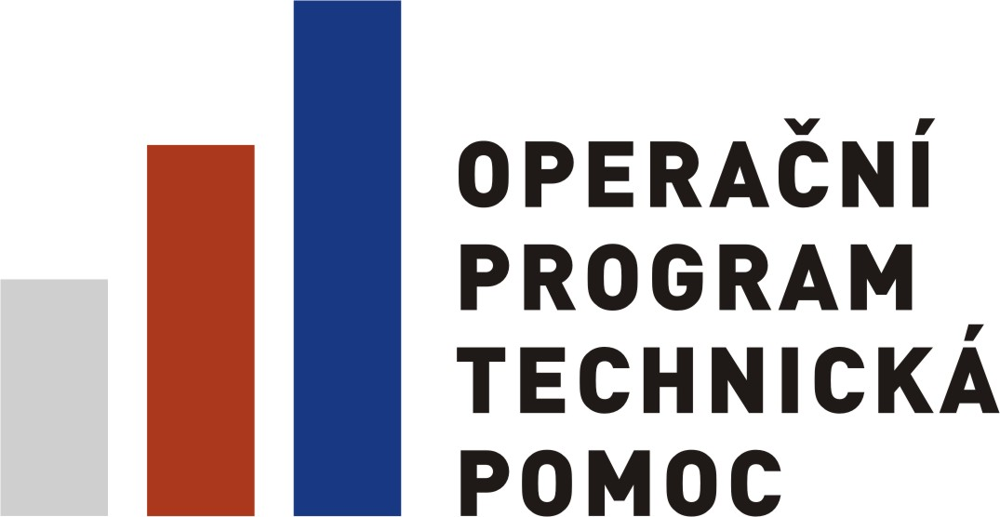 OPERAČNÍ
PROGRAM
TECHNICKÁ
POMOC